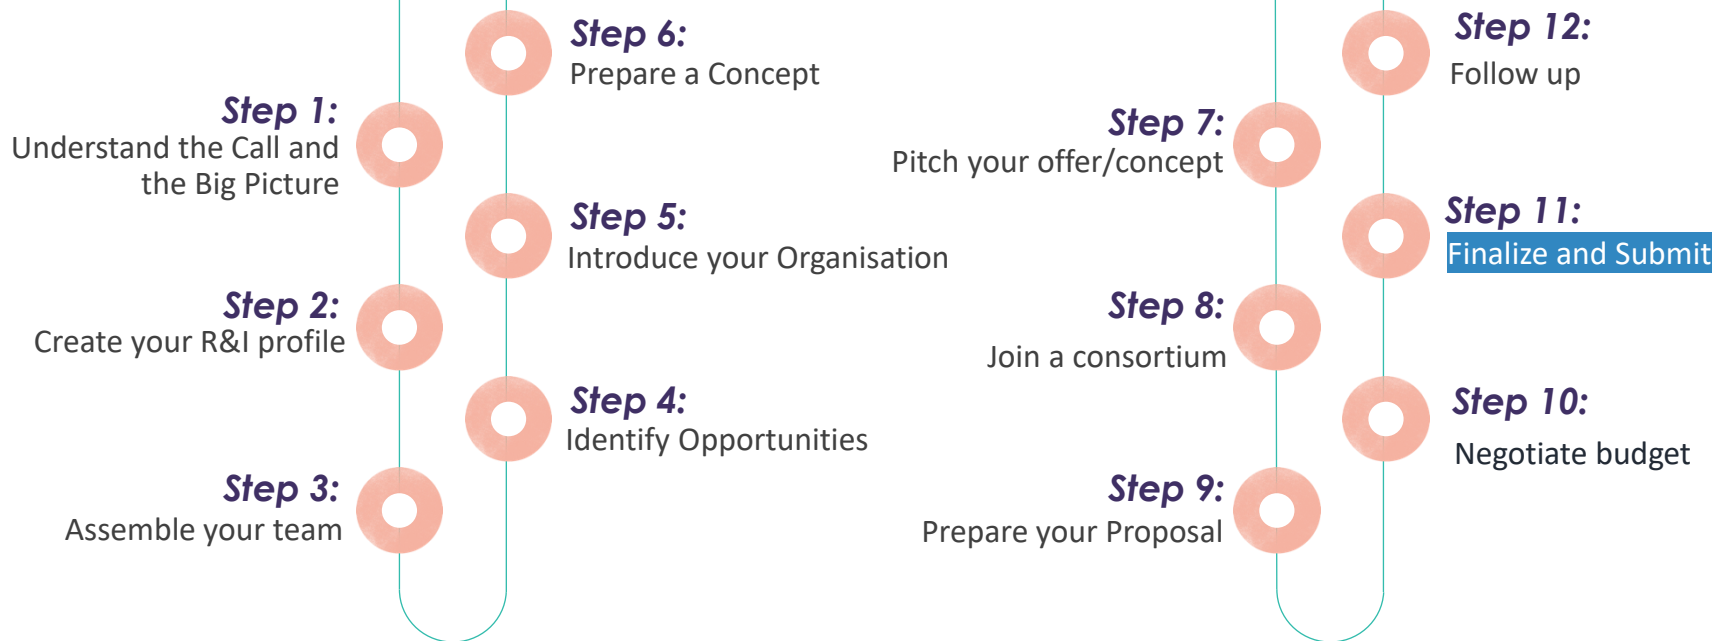 Step 1:
Understand the Call and
the Big Picture
Step 2:
Create your R&I profile
Step 3:
Assemble your team
Step 4:
Identify Opportunities
Step 5:
Introduce your Organisation
Step 6:
Prepare a Concept
Step 7:
Pitch your offer/concept
Step 8:
Join a consortium
Step 9:
Prepare your Proposal
Step 10:
Negotiate budget
Step 11:
Finalize and Submit
Step 12:
Follow up